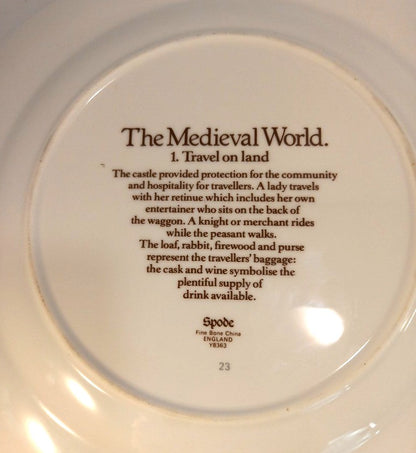 The Medieval World.
1. Travel on land
The castle provided protection for the community
and hospitality for travellers. A lady travels
with her retinue which includes her own
entertainer who sits on the back of
the waggon. A knight or merchant rides
while the peasant walks.
The loaf, rabbit, firewood and purse
represent the travellers' baggage:
the cask and wine symbolise the
plentiful supply of
drink available.
Spode
Fine Bone China
ENGLAND
Y8363
23